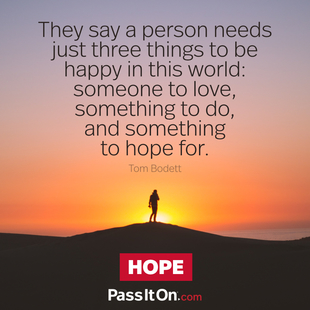 They say a person needs
just three things to be
happy in this world:
someone to love,
something to do,
and something
to hope for.
Tom Bodett
HOPE
PassItOn.com